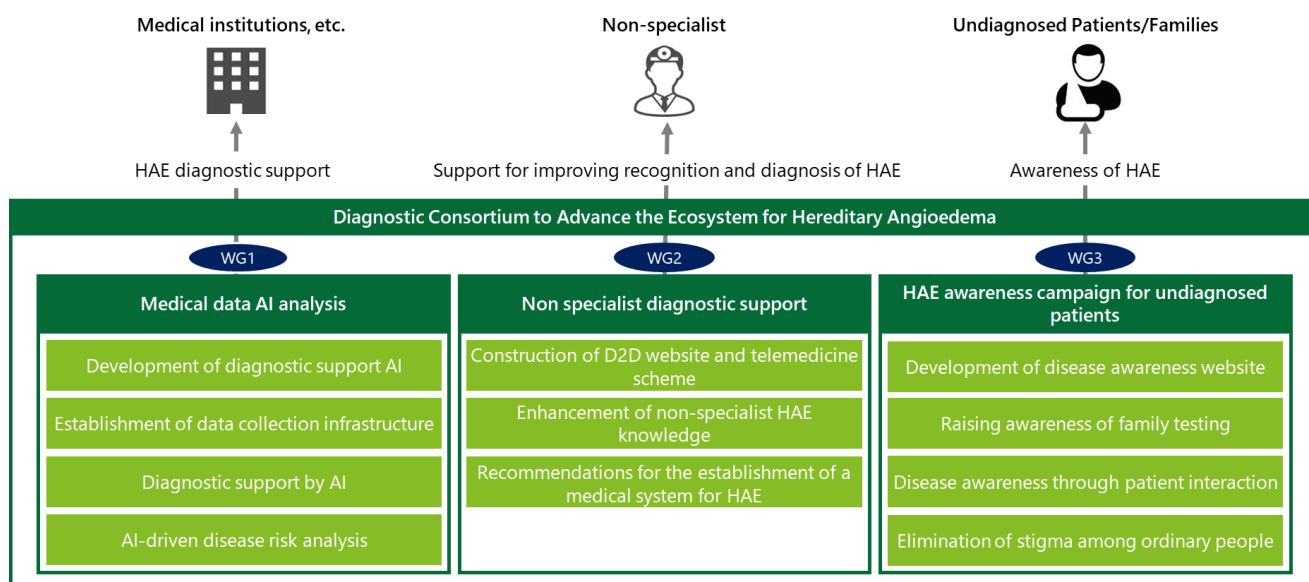 Medical institutions, etc.
Non-specialist
Undiagnosed Patients/Families
HAE diagnostic support
Support for improving recognition and diagnosis of HAE
Awareness of HAE
Diagnostic Consortium to Advance the Ecosystem for Hereditary Angioedema
WG1
WG2
WG3
Medical data AI analysis
Development of diagnostic support AI
Establishment of data collection infrastructure
Diagnostic support by AI
AI-driven disease risk analysis
Non specialist diagnostic support
Construction of D2D website and telemedicine
scheme
Enhancement of non-specialist HAE
knowledge
Recommendations for the establishment of a
medical system for HAE
HAE awareness campaign for undiagnosed
patients
Development of disease awareness website
Raising awareness of family testing
Disease awareness through patient interaction
Elimination of stigma among ordinary people